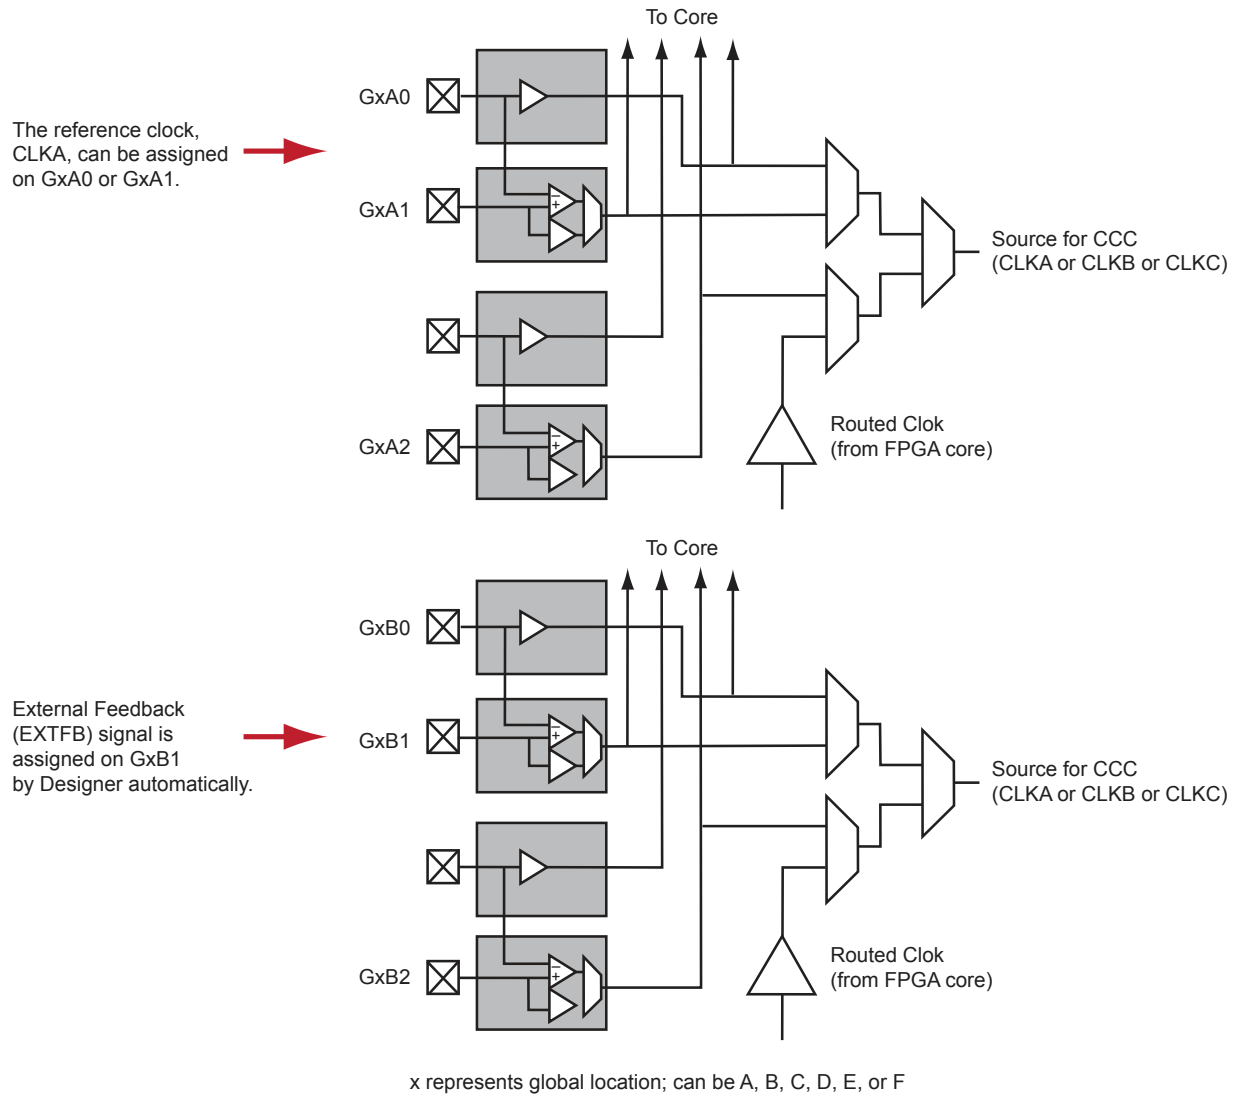 To Core
GxA0
The reference clock,
CLKA, can be assigned
on GxA0 or GxA1.
GxA1
− +
Source for CCC
(CLKA or CLKB or CLKC)
GxA2
− +
Routed Clok
(from FPGA core)
To Core
GxB0
External Feedback
(EXTFB) signal is
assigned on GxB1
by Designer automatically.
GxB1
− +
Source for CCC
(CLKA or CLKB or CLKC)
GxB2
− +
Routed Clok
(from FPGA core)
x represents global location; can be A, B, C, D, E, or F